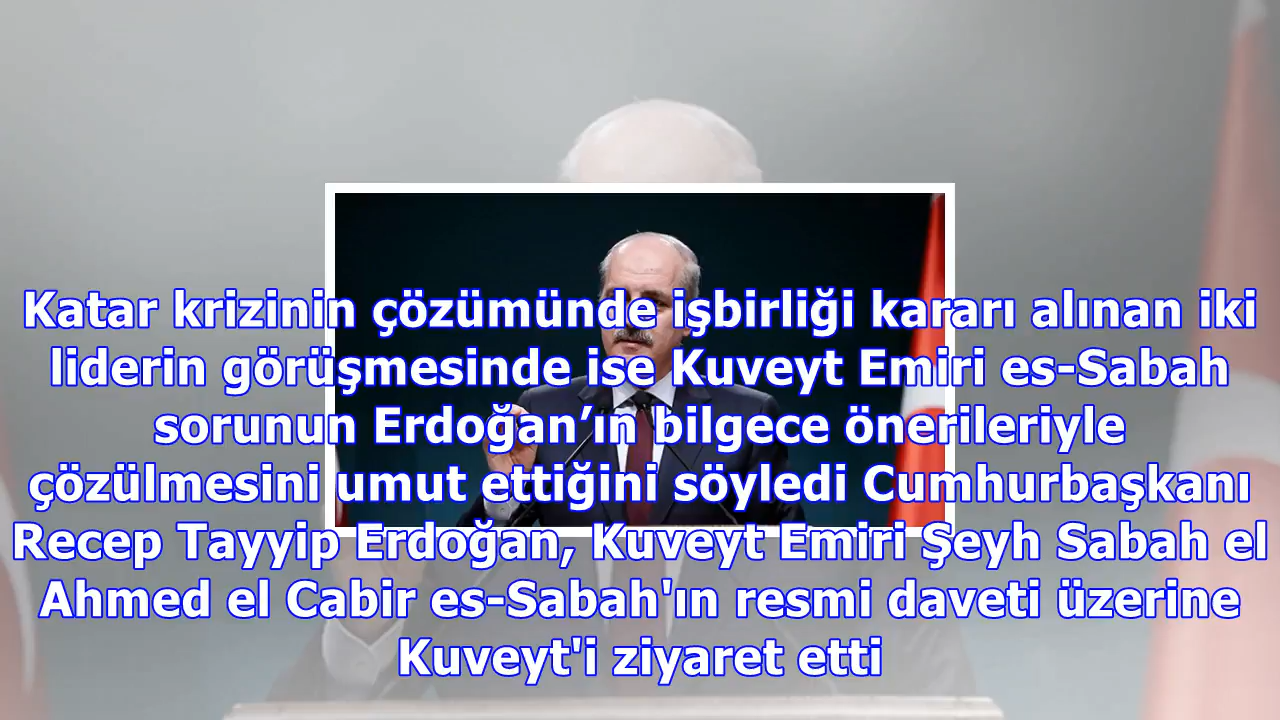 Katar krizinin çözümünde işbirliği kararı alınan iki
liderin görüşmesinde ise Kuveyt Emiri es-Sabah
sorunun Erdoğan’ın bilgece önerileriyle
çözülmesini umut ettiğini söyledi Cumhurbaşkanı
Recep Tayyip Erdoğan, Kuveyt Emiri Şeyh Sabah el
Ahmed el Cabir es-Sabah'ın resmi daveti üzerine
Kuveyt'i ziyaret etti